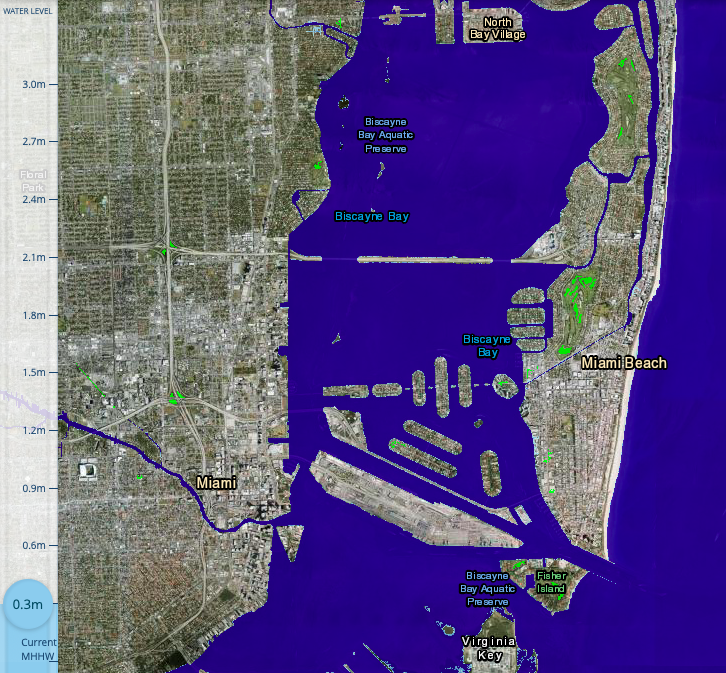 WATER LEVEL
North
Bay Village
3.0m
Biscayne
Bay Aquatic
Preserve
2.7m
Floral
Park
2.4m
Biscayne Bay
2.1m
1.8m
Biscayne
Bay
Miami Beach
1.5m
1.2m
Miami
0.9m
0.6m
Biscayne
Bay Aquatic
Preserve
Fisher
Island
0.3m
Current
MHHW
Virginia
Key